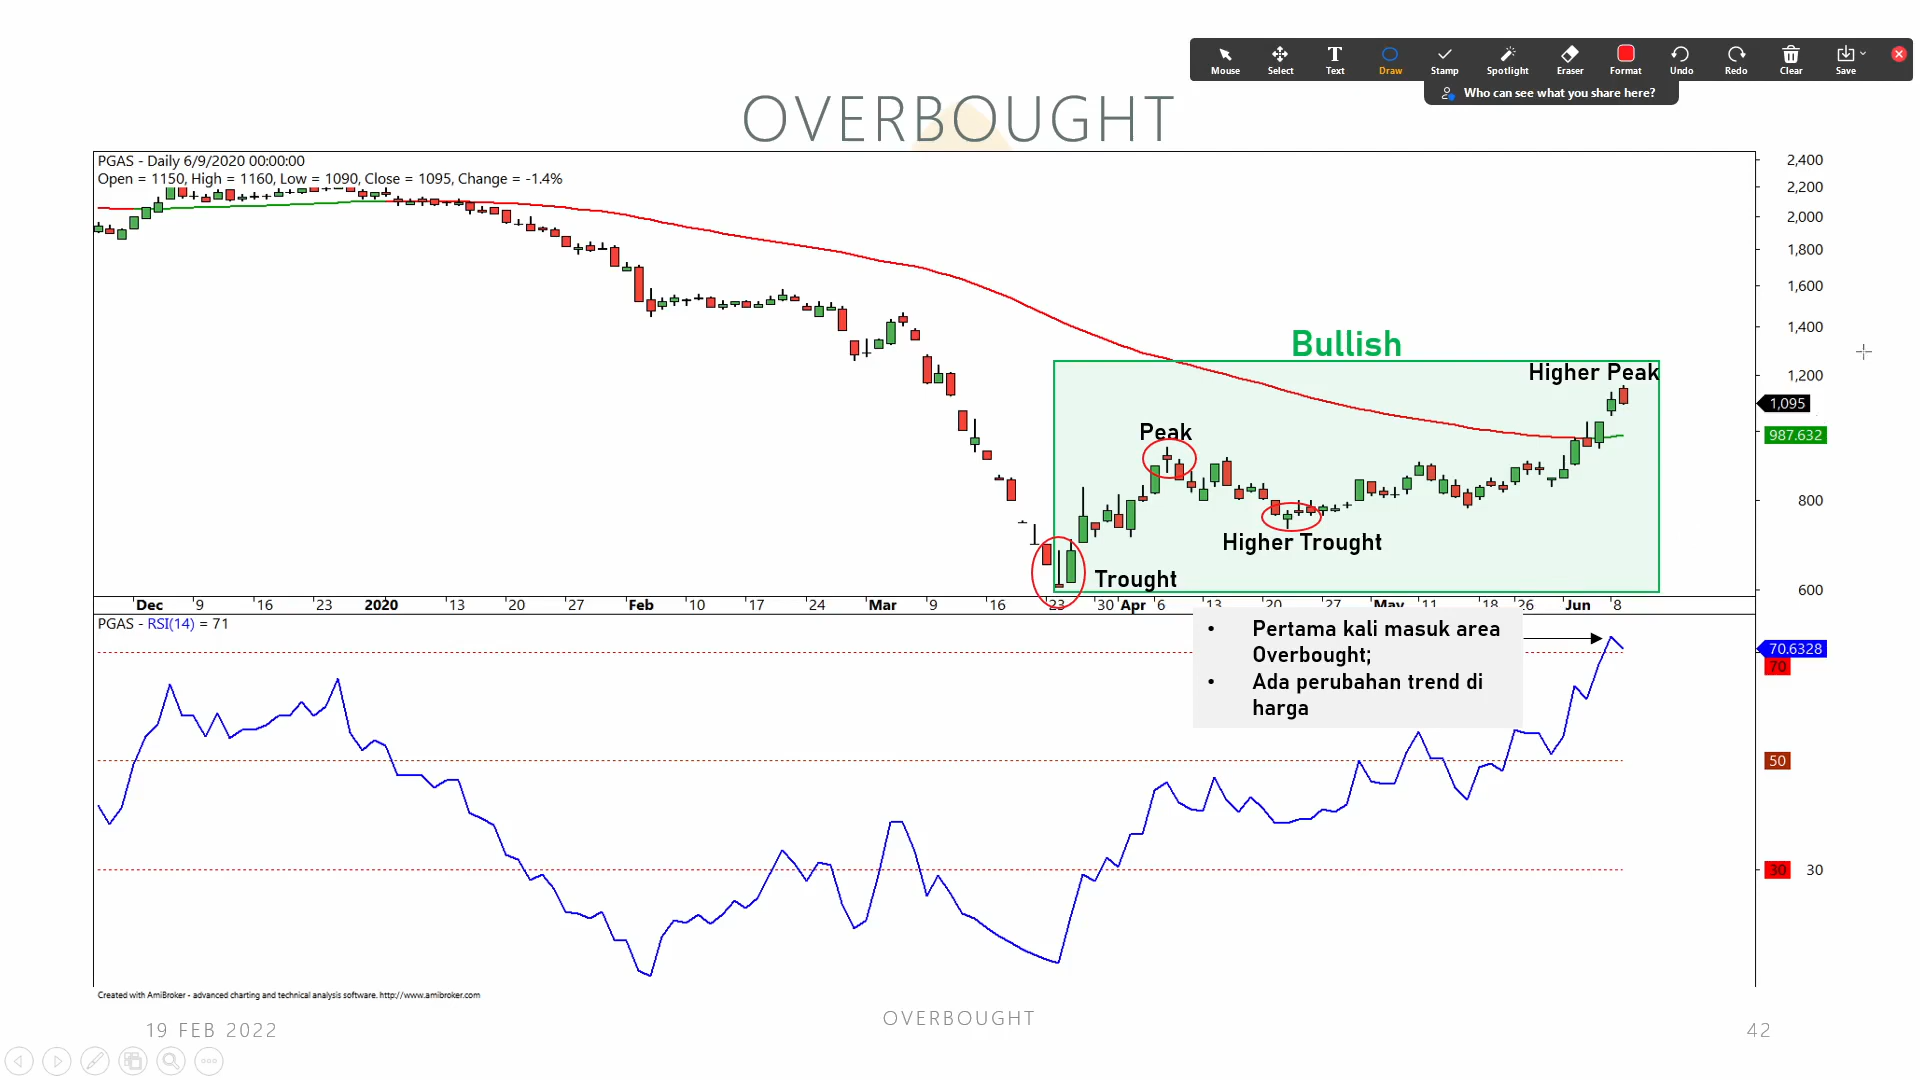 Mouse Select Text Draw Stamp Spotlight Eraser Format Undo Redo Clear Save
Who can see what you share here?
OVERBOUGHT
PGAS - Daily 6/9/2020 00:00:00
Open = 1150, High = 1160, Low = 1090, Close = 1095, Change = -1.4%
2,400
2,200
2,000
1,800
1,600
1,400
1,200
1,095
987.632
800
600
Bullish
Higher Peak
Peak
Higher Trought
Trought
Dec 9 16 23 2020 13 20 27 Feb 10 17 24 Mar 9 16 23 30 Apr 6 13 20 27 May 11 18 26 Jun 8
PGAS - RSI(14) = 71
• Pertama kali masuk area
Overbought;
• Ada perubahan trend di
harga
70.6328
70
50
30 30
Created with AmiBroker - advanced charting and technical analysis software. http://www.amibroker.com
19 FEB 2022
OVERBOUGHT
42